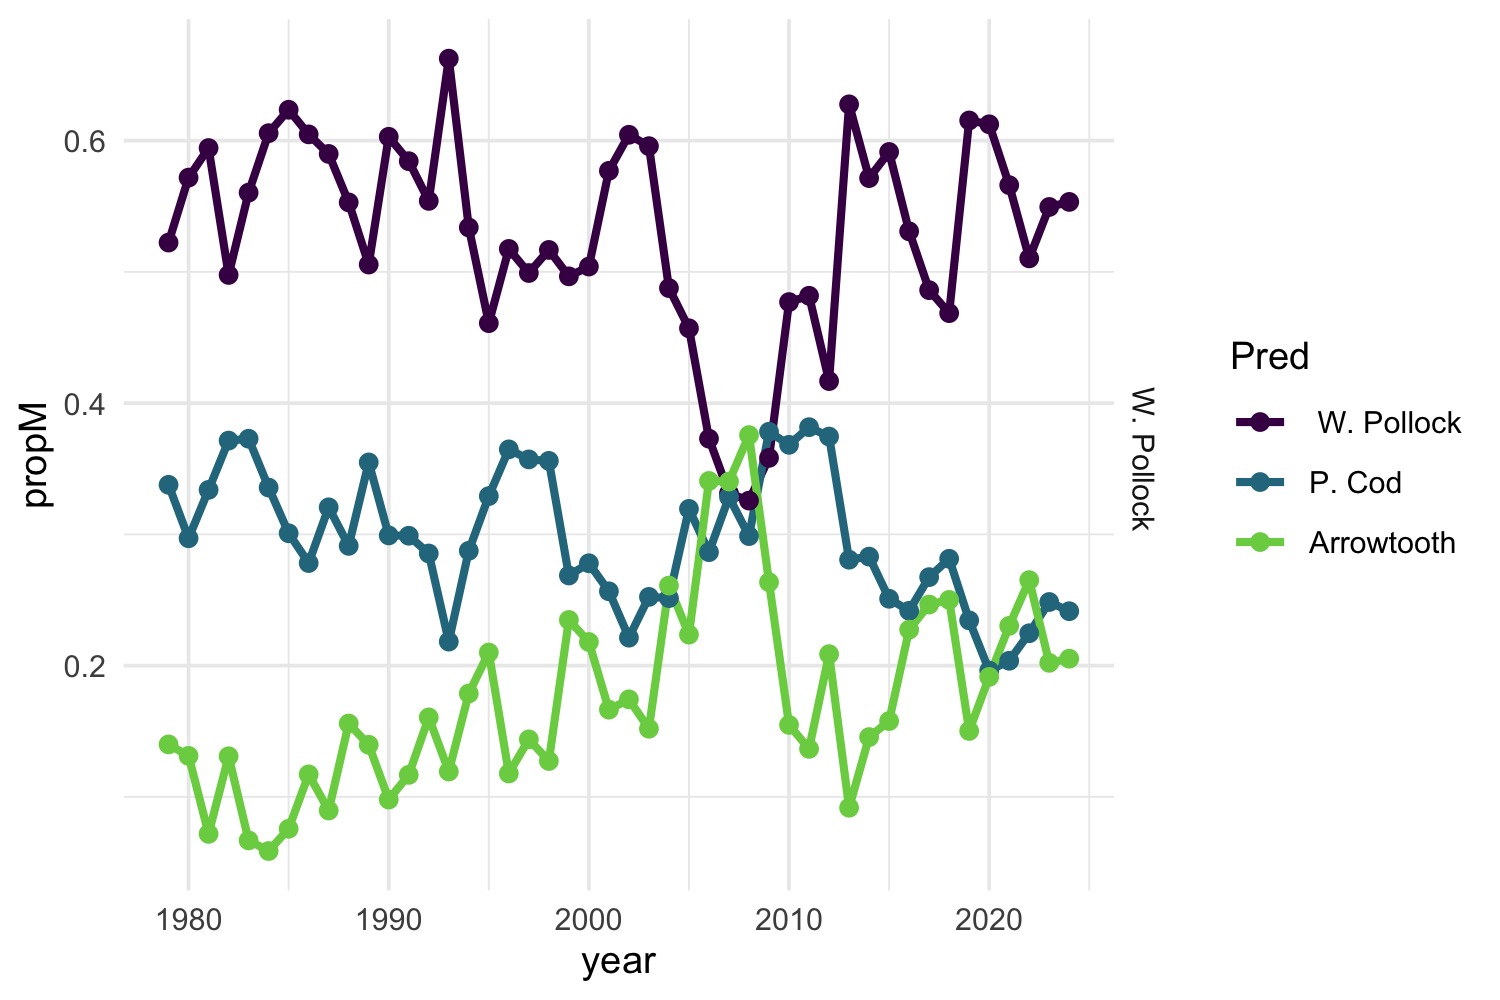 propM
0.6
0.4
0.2
1980
1990
2000
2010
2020
year
W. Pollock
Pred
W. Pollock
P. Cod
Arrowtooth